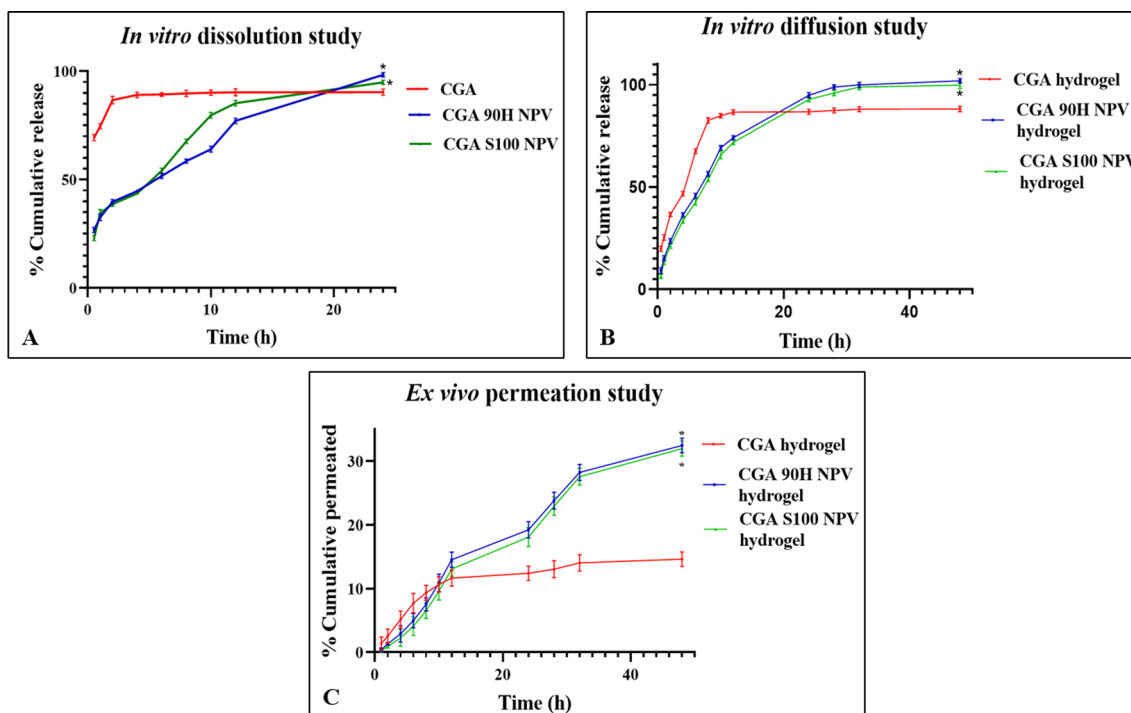 In vitro dissolution study
% Cumulative release
100
50
0
0
10
20
Time (h)
*
*
CGA
CGA 90H NPV
CGA S100 NPV
A
In vitro diffusion study
% Cumulative release
100
50
0
0
20
40
Time (h)
*
*
CGA hydrogel
CGA 90H NPV
hydrogel
CGA S100 NPV
hydrogel
B
Ex vivo permeation study
% Cumulative permeated
30
20
10
0
0
20
40
Time (h)
*
*
CGA hydrogel
CGA 90H NPV
hydrogel
CGA S100 NPV
hydrogel
C